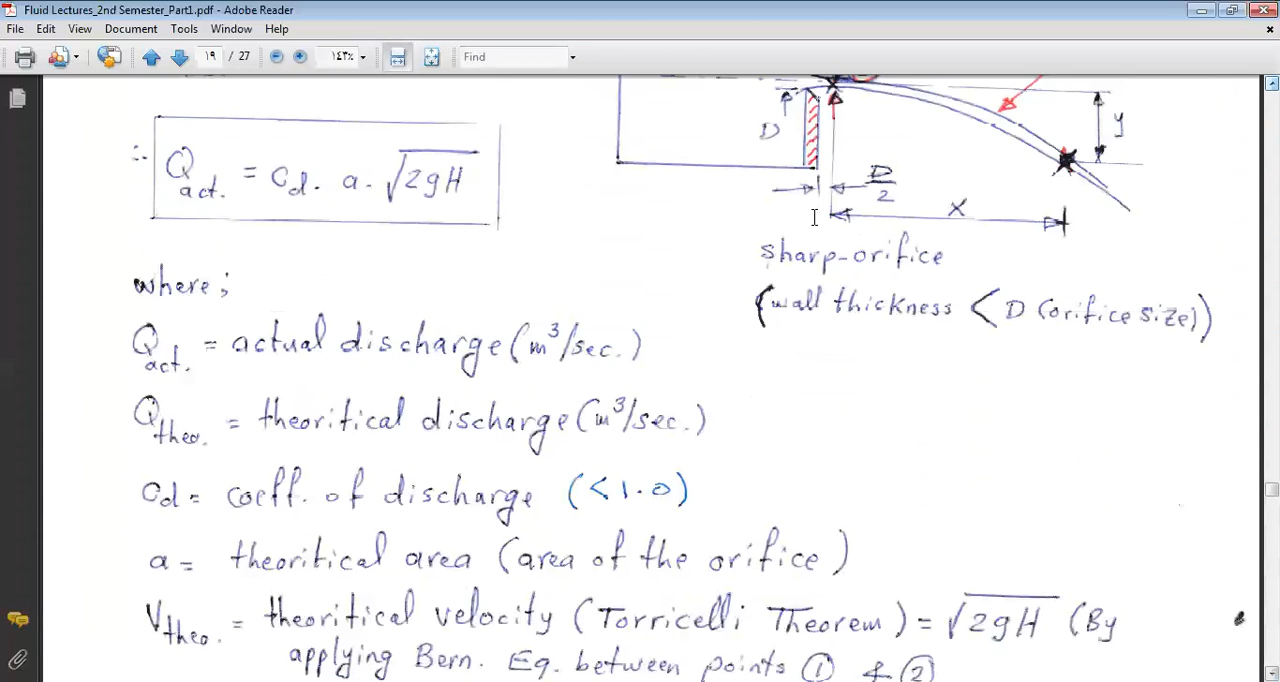 Fluid Lectures_2nd Semester_Part1.pdf - Adobe Reader
File Edit View Document Tools Window Help
١٩ / 27 ١٤٣% Find
D
y
D/2
X
∴ Qact. = Cd. a. √2gH
sharp-orifice
(wall thickness < D (orifice size))
where;
Qact. = actual discharge (m³/sec.)
Qtheo. = theoritical discharge (m³/sec.)
Cd = coeff. of discharge (< 1.0)
a = theoritical area (area of the orifice)
Vtheo. = theoritical velocity (Torricelli Theorem) = √2gH (By
applying Bern. Eq. between points ① & ②)